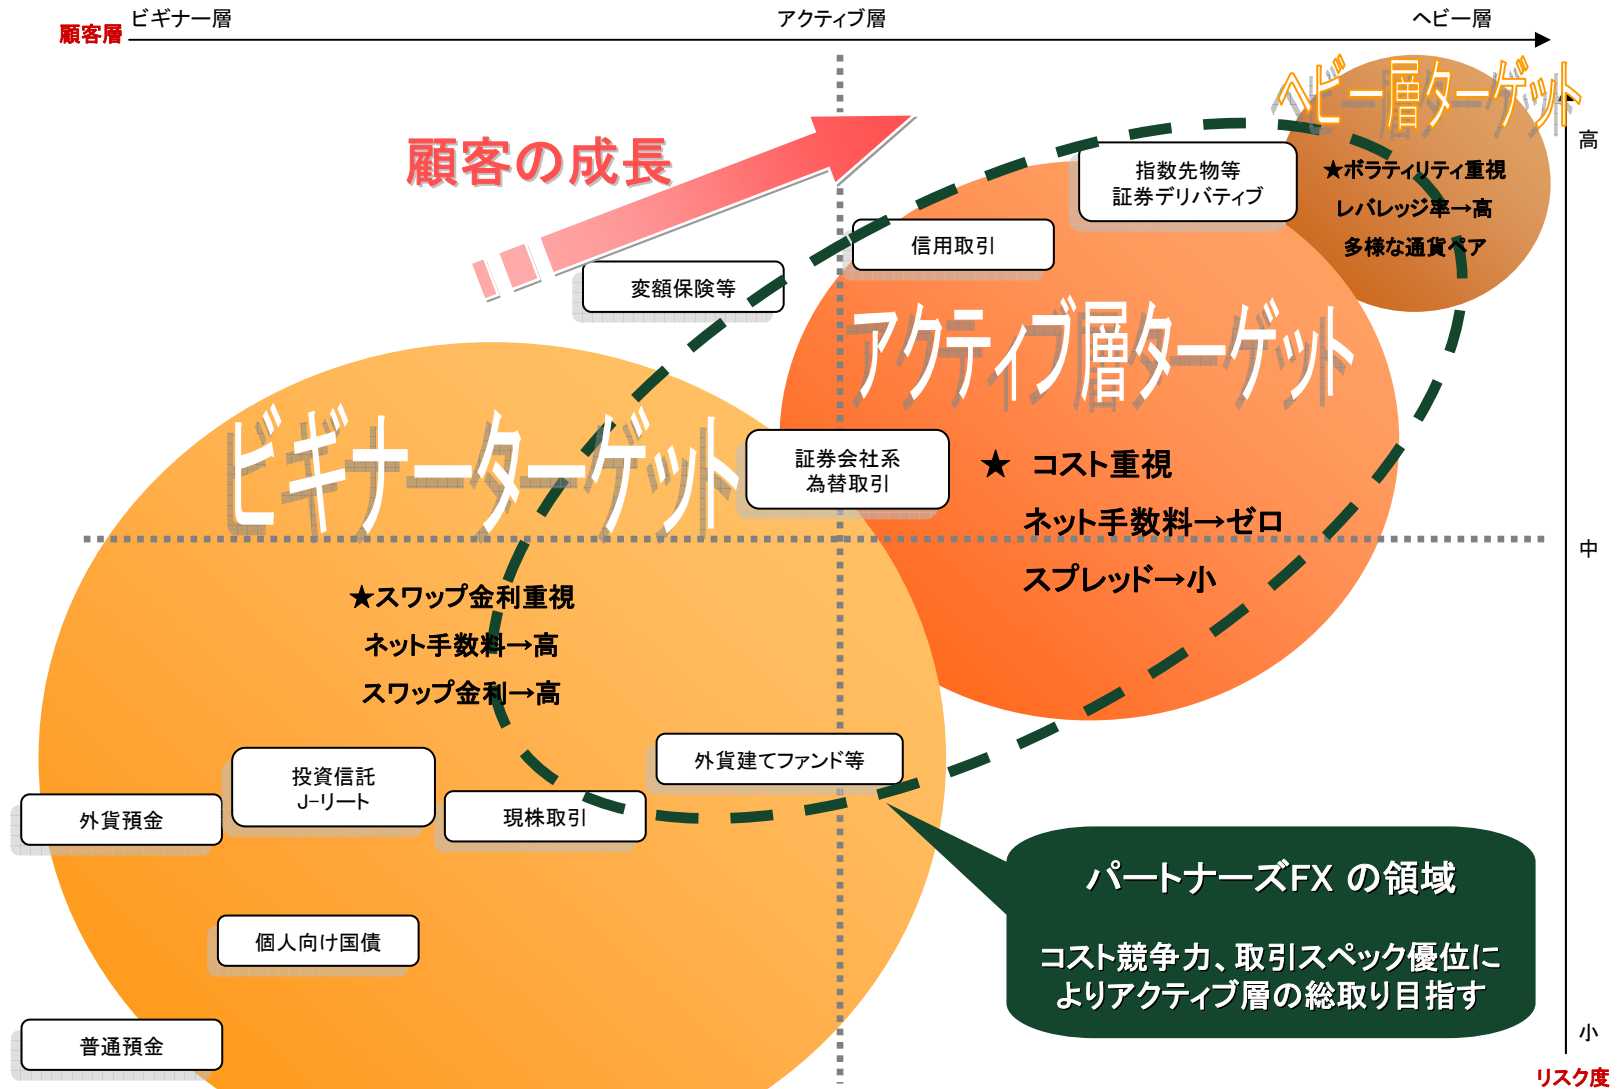 ビギナー層
アクティブ層
ヘビー層
顧客層
ヘビー層ターゲット
高
顧客の成長
指数先物等
証券デリバティブ
★ボラティリティ重視
レバレッジ率→高
多様な通貨ペア
信用取引
変額保険等
アクティブ層ターゲット
ビギナーターゲット
証券会社系
為替取引
★ コスト重視
ネット手数料→ゼロ
スプレッド→小
中
★スワップ金利重視
ネット手数料→高
スワップ金利→高
外貨建てファンド等
投資信託
J-リート
外貨預金
現株取引
パートナーズFX の領域
コスト競争力、取引スペック優位に
よりアクティブ層の総取り目指す
個人向け国債
普通預金
小
リスク度